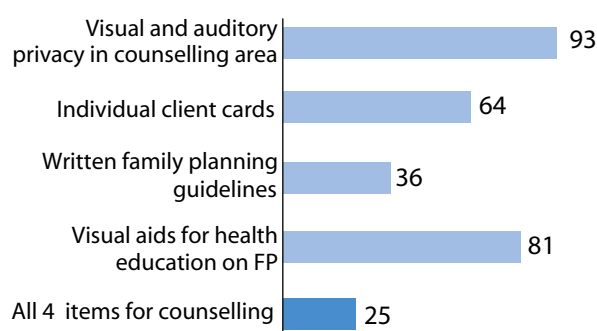 Visual and auditory
privacy in counselling area
93
Individual client cards
64
Written family planning
guidelines
36
Visual aids for health
education on FP
81
All 4 items for counselling
25